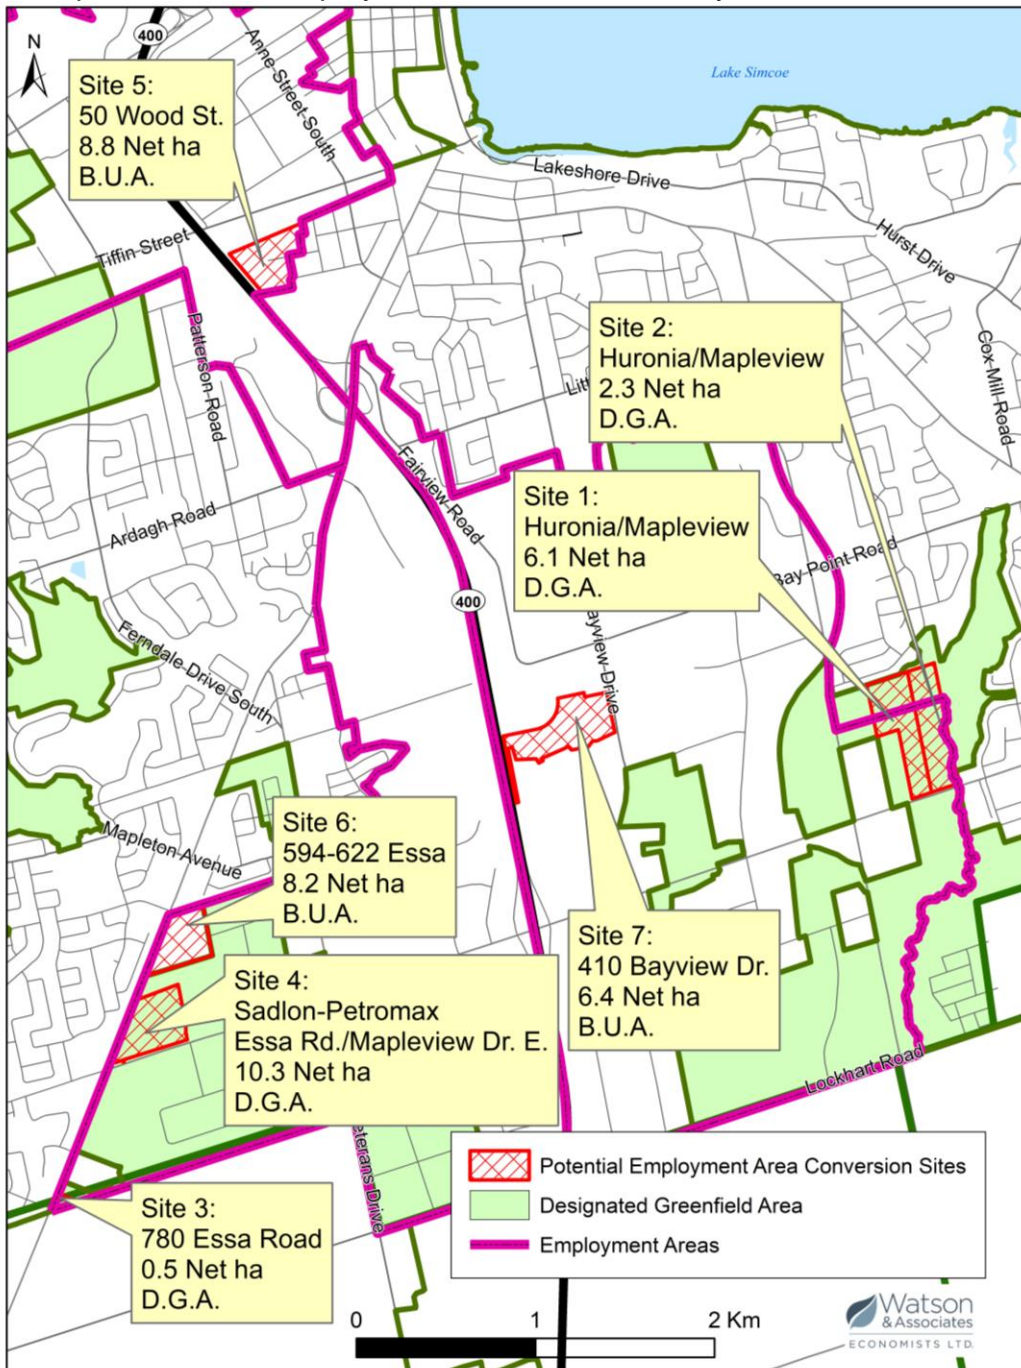 400
N
Anne Street South
Lake Simcoe
Site 5:
50 Wood St.
8.8 Net ha
B.U.A.
Lakeshore Drive
Tiffin Street
Hurst Drive
Site 2:
Huronia/Mapleview
2.3 Net ha
D.G.A.
Patterson Road
Cox Mill Road
Fairview Road
Site 1:
Huronia/Mapleview
6.1 Net ha
D.G.A.
Ardagh Road
Bay Point Road
400
Ferndale Drive South
Bayview Drive
Site 6:
594-622 Essa
8.2 Net ha
B.U.A.
Mapleton Avenue
Site 7:
410 Bayview Dr.
6.4 Net ha
B.U.A.
Site 4:
Sadlon-Petromax
Essa Rd./Mapleview Dr. E.
10.3 Net ha
D.G.A.
Lockhart Road
Veterans Drive
Site 3:
780 Essa Road
0.5 Net ha
D.G.A.
Potential Employment Area Conversion Sites
Designated Greenfield Area
Employment Areas
0 1 2 Km
Watson
& Associates
ECONOMISTS LTD.